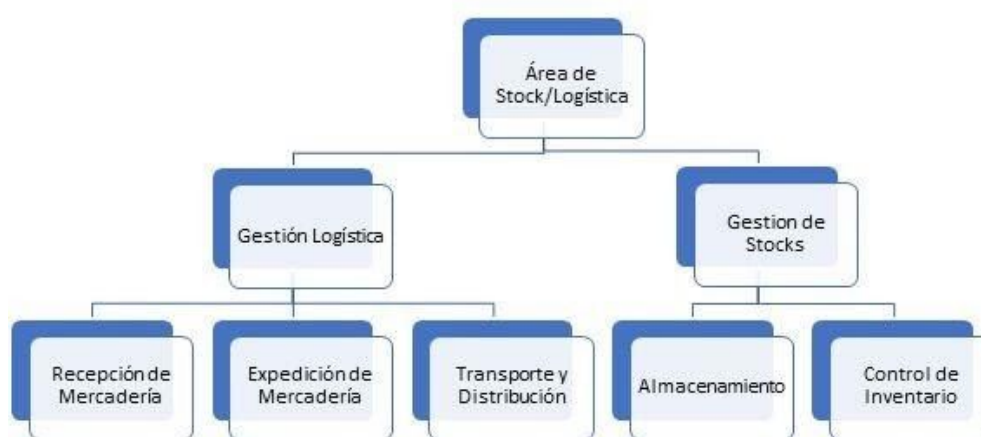 Área de
Stock/Logística
Gestión Logística
Gestion de
Stocks
Recepción de
Mercadería
Expedición de
Mercadería
Transporte y
Distribución
Almacenamiento
Control de
Inventario